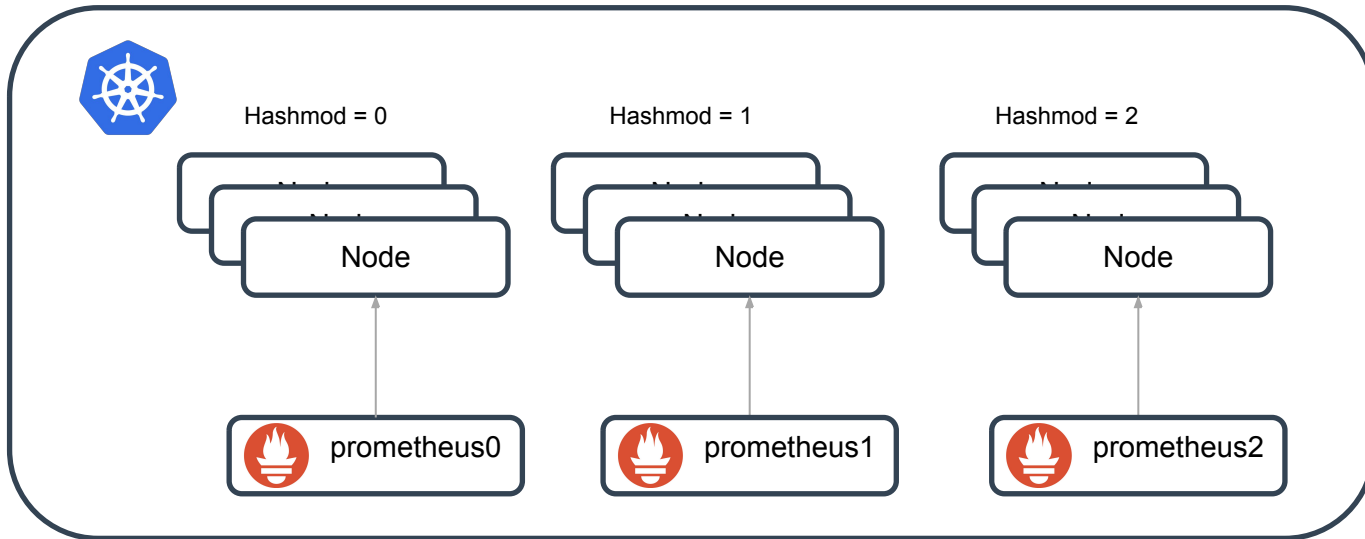 Hashmod = 0
Hashmod = 1
Hashmod = 2
Node
Node
Node
prometheus0
prometheus1
prometheus2